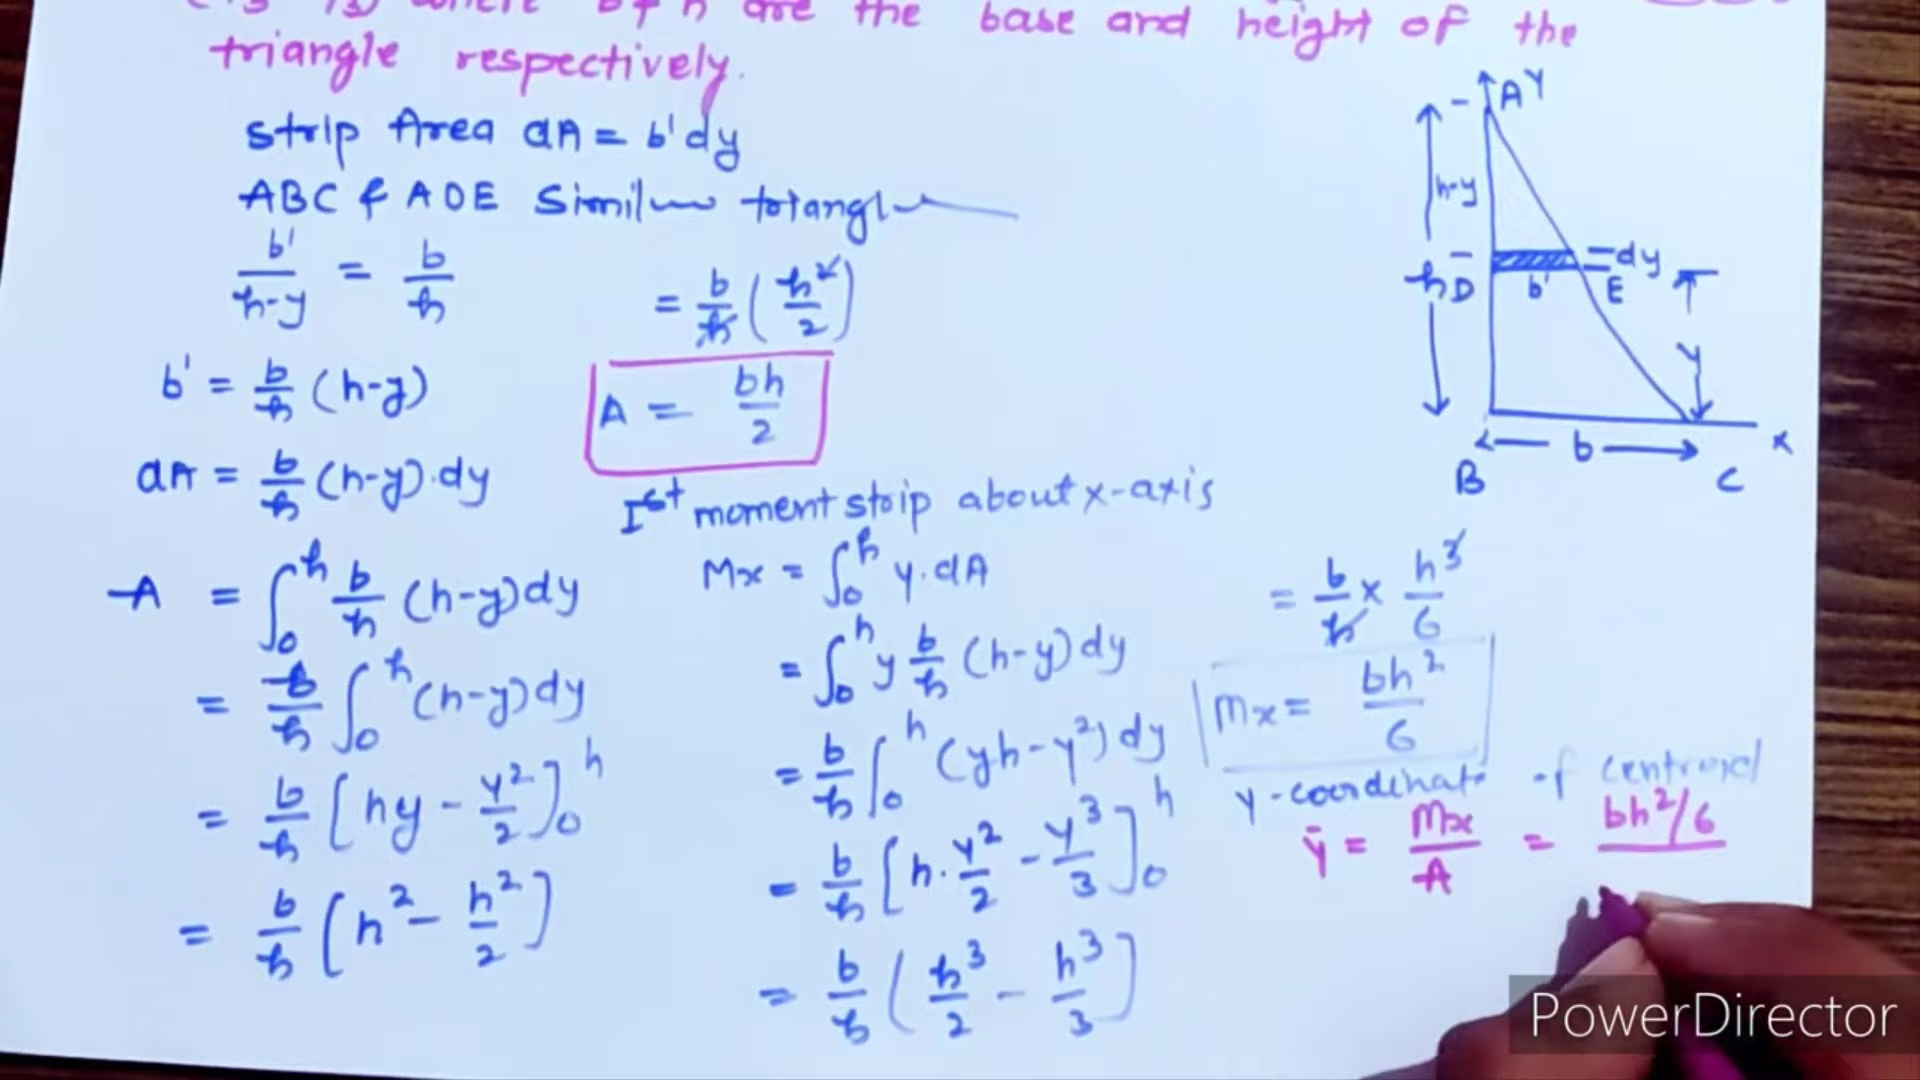 where b & h are the base and height of the
triangle respectively.
Strip Area dA = b' dy
ABC & ADE Similar triangle
b'/(h-y) = b/h
b' = b/h (h-y)
dA = b/h (h-y).dy
A = ∫₀ʰ b/h (h-y)dy
= b/h ∫₀ʰ (h-y)dy
= b/h [hy - y²/2]₀ʰ
= b/h [h² - h²/2]
= b/h (h²/2)
A = bh/2
Ist moment strip about x-axis
Mx = ∫₀ʰ y.dA
= ∫₀ʰ y b/h (h-y)dy
= b/h ∫₀ʰ (yh-y²)dy
= b/h [h.y²/2 - y³/3]₀ʰ
= b/h (h³/2 - h³/3]
= b/h x h³/6
Mx = bh²/6
y-coordinate of centroid
ȳ = Mx/A = bh²/6
A Y
h-y
dy
h D b' E
y
b x
B C
PowerDirector